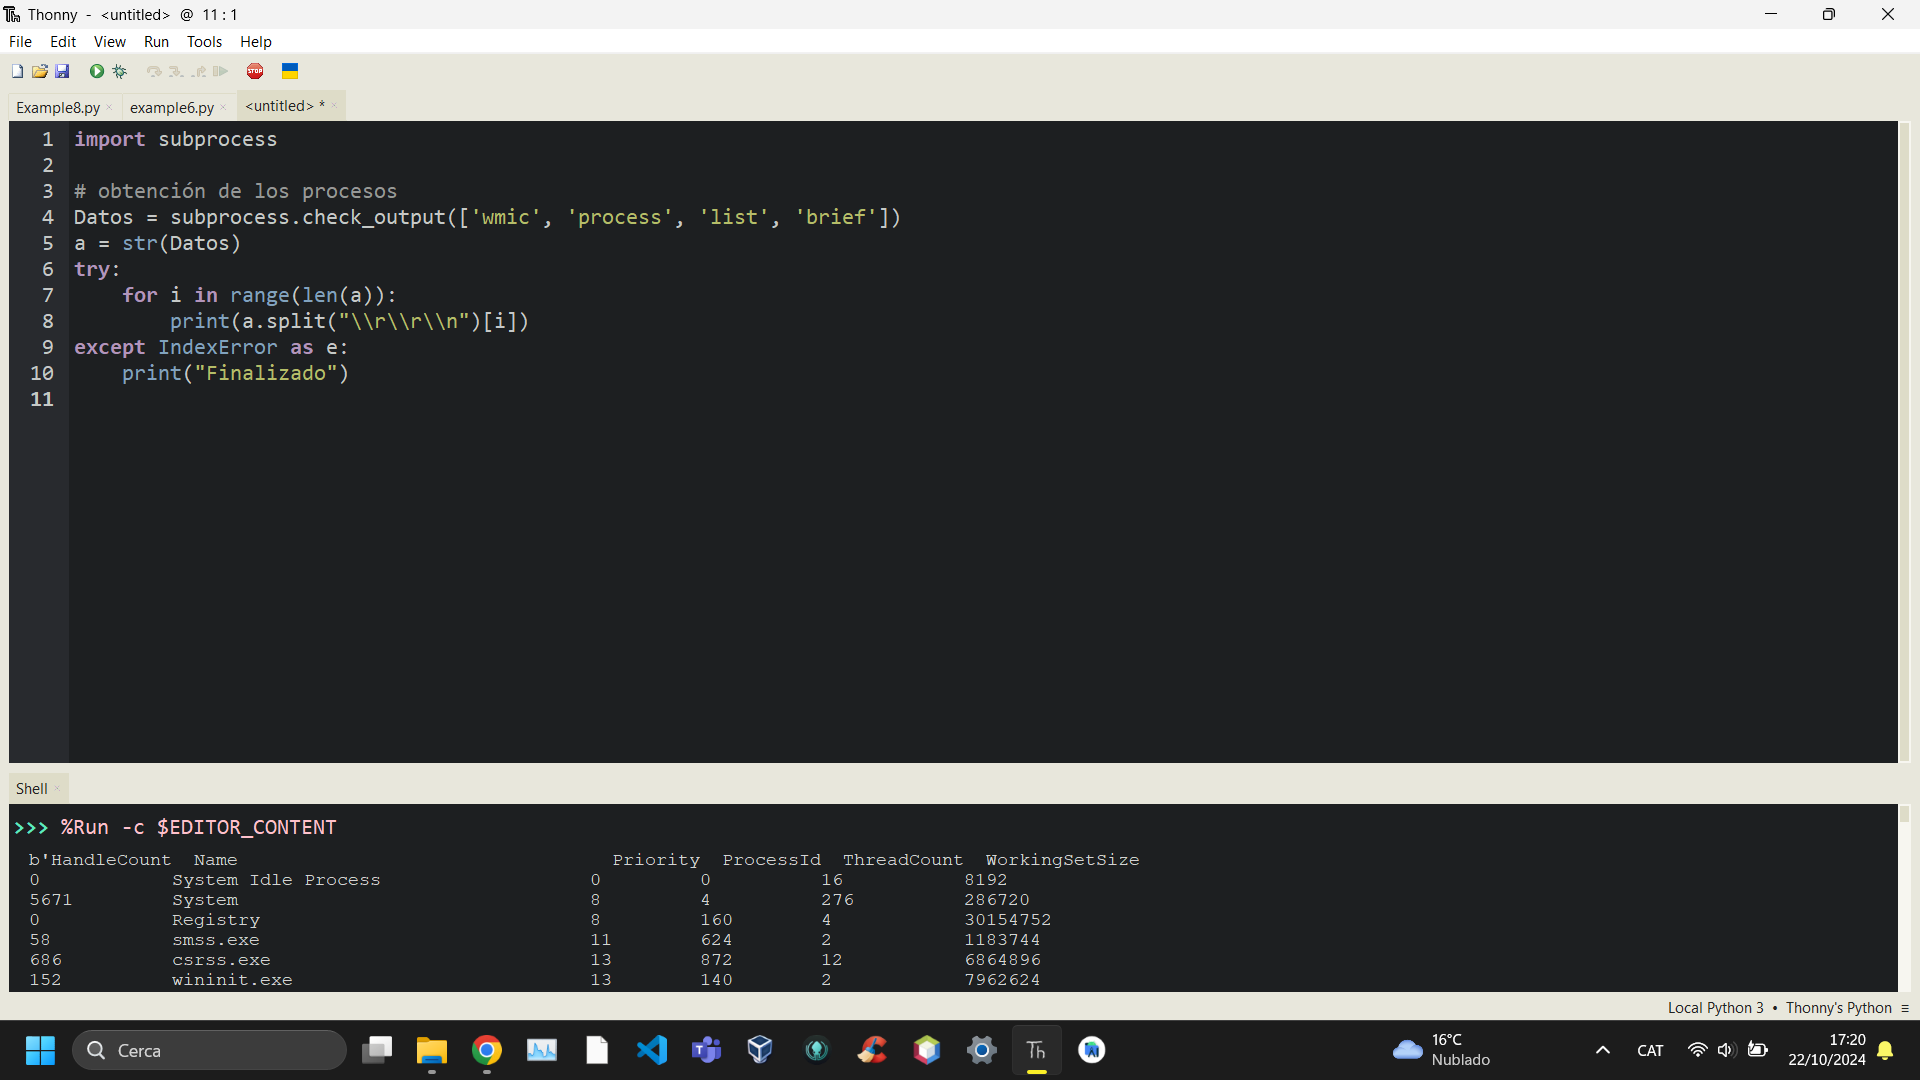 Thonny - <untitled> @ 11 : 1
File Edit View Run Tools Help
STOP
Example8.py × example6.py × <untitled> * ×
1 import subprocess
2
3 # obtención de los procesos
4 Datos = subprocess.check_output(['wmic', 'process', 'list', 'brief'])
5 a = str(Datos)
6 try:
7     for i in range(len(a)):
8         print(a.split("\\r\\r\\n")[i])
9 except IndexError as e:
10     print("Finalizado")
11
Shell ×
>>> %Run -c $EDITOR_CONTENT
b'HandleCount  Name                                  Priority  ProcessId  ThreadCount  WorkingSetSize
0            System Idle Process                   0         0          16           8192
5671         System                                8         4          276          286720
0            Registry                              8         160        4            30154752
58           smss.exe                              11        624        2            1183744
686          csrss.exe                             13        872        12           6864896
152          wininit.exe                           13        140        2            7962624
Local Python 3 • Thonny's Python ≡
Cerca
Th
16°C
Nublado
CAT
17:20
22/10/2024